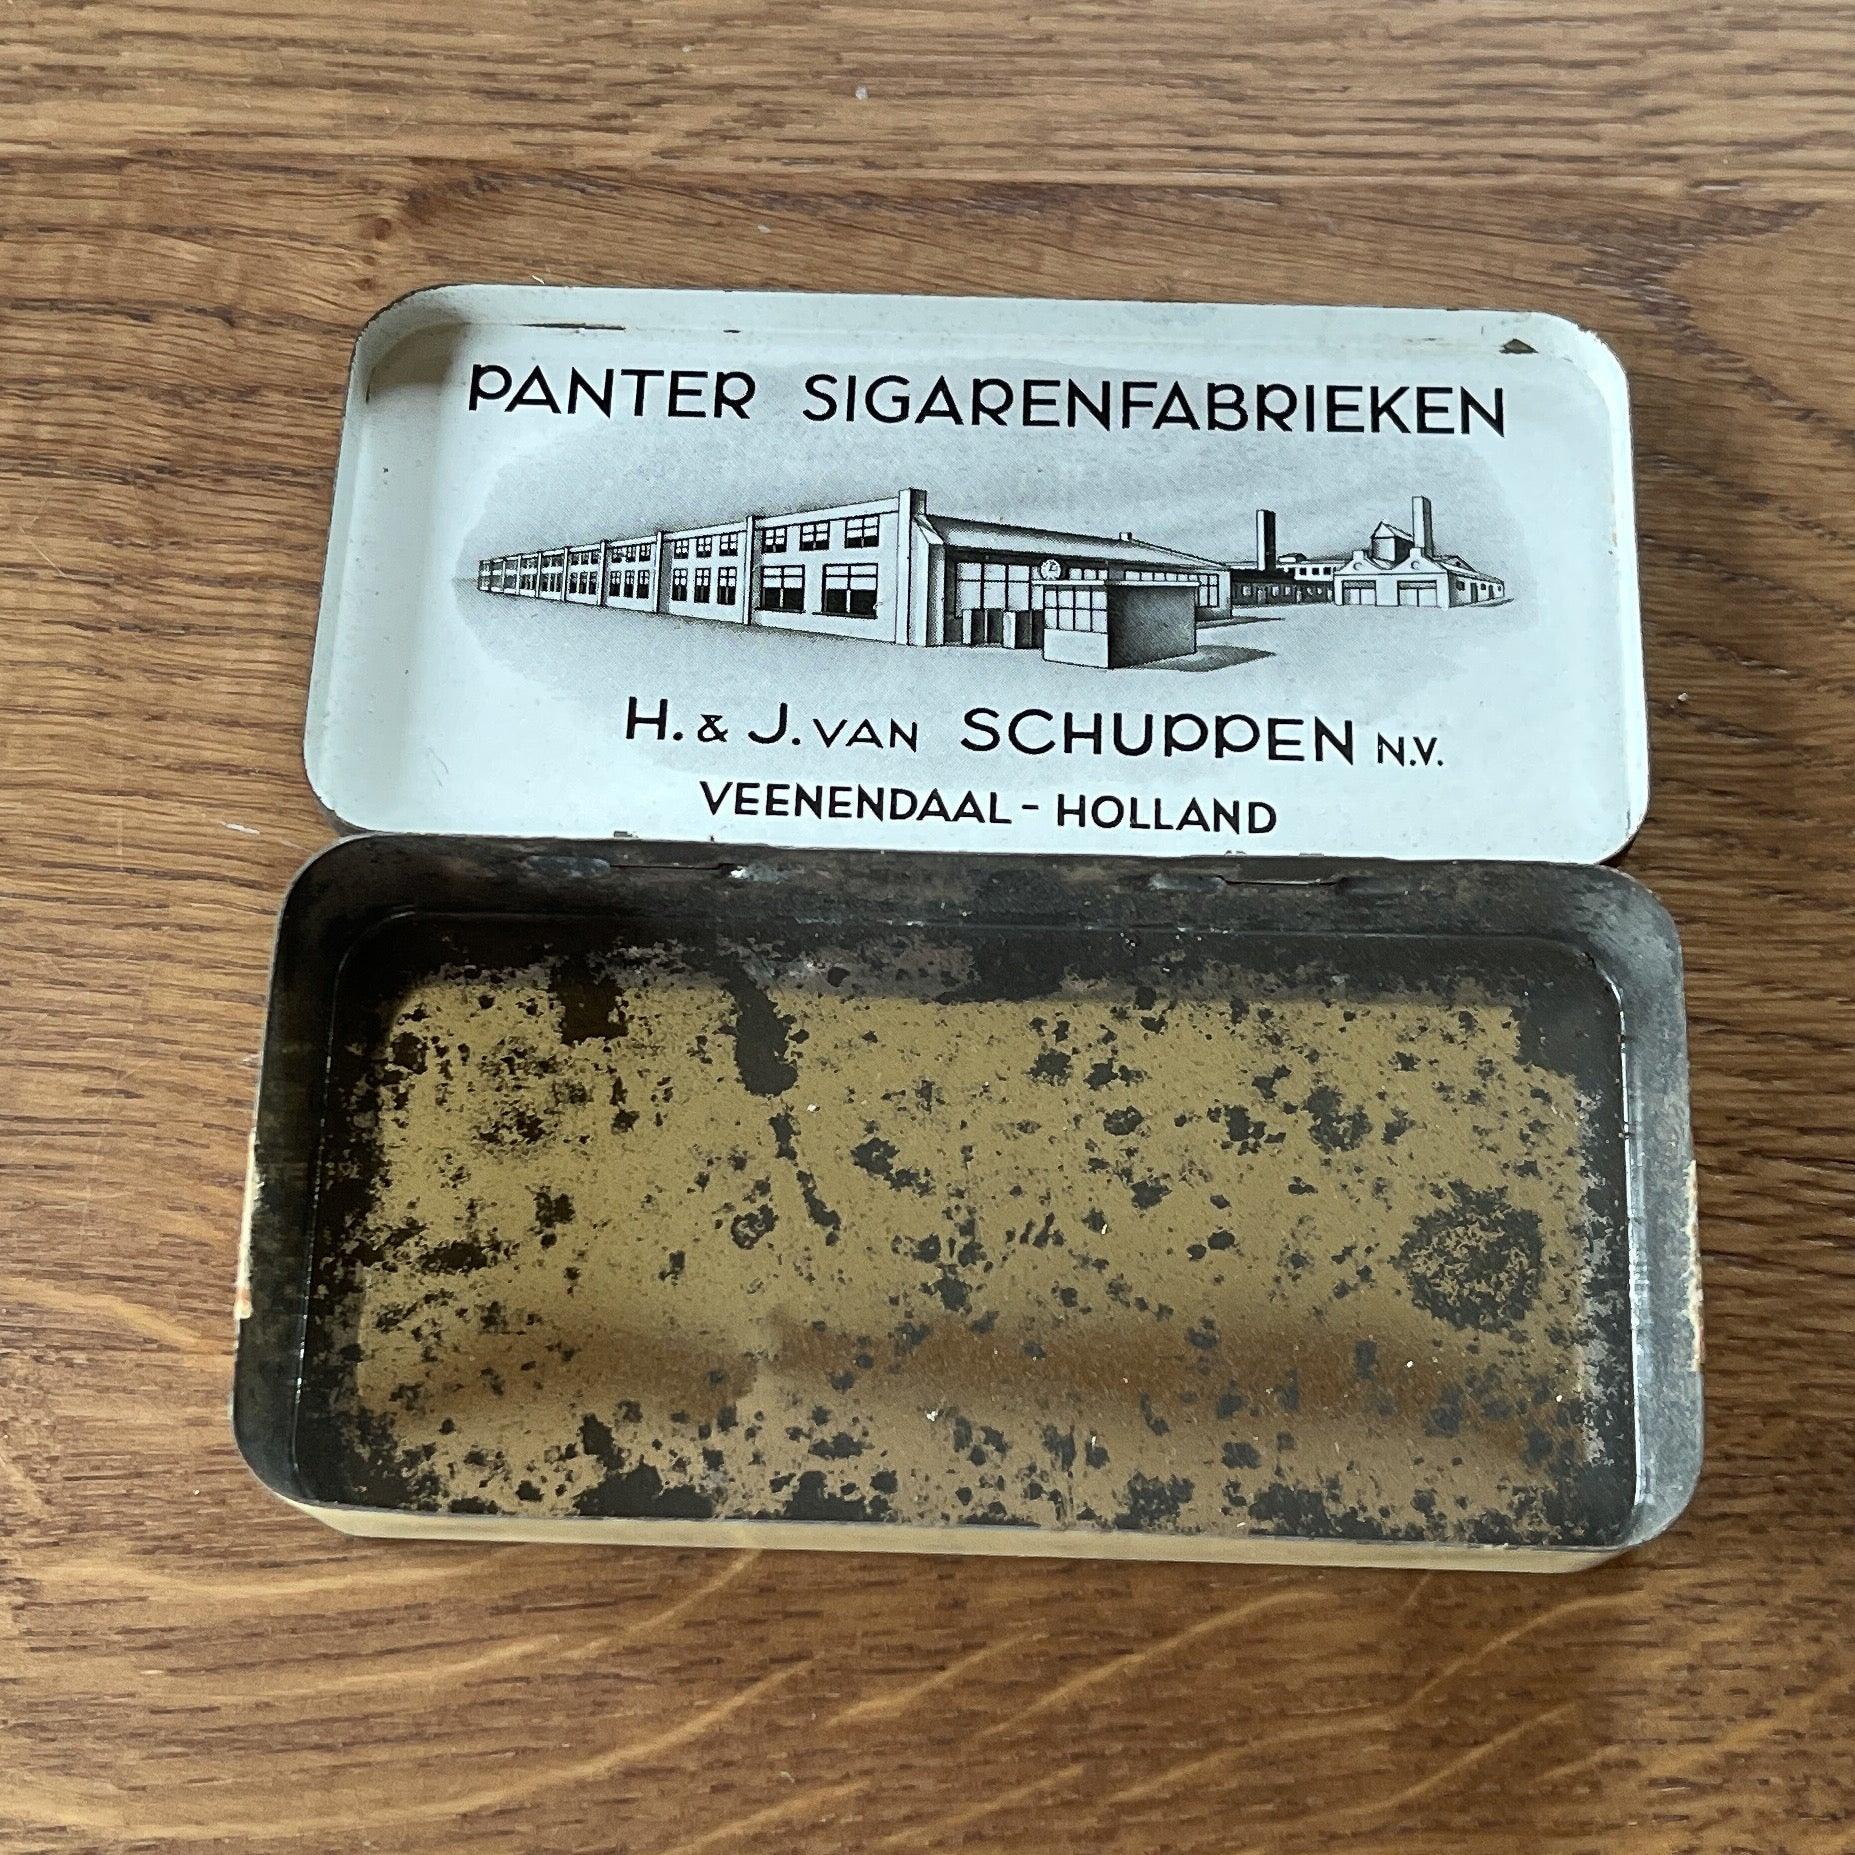 PANTER SIGARENFABRIEKEN
H. & J. VAN SCHUPPEN N.V.
VEENENDAAL - HOLLAND